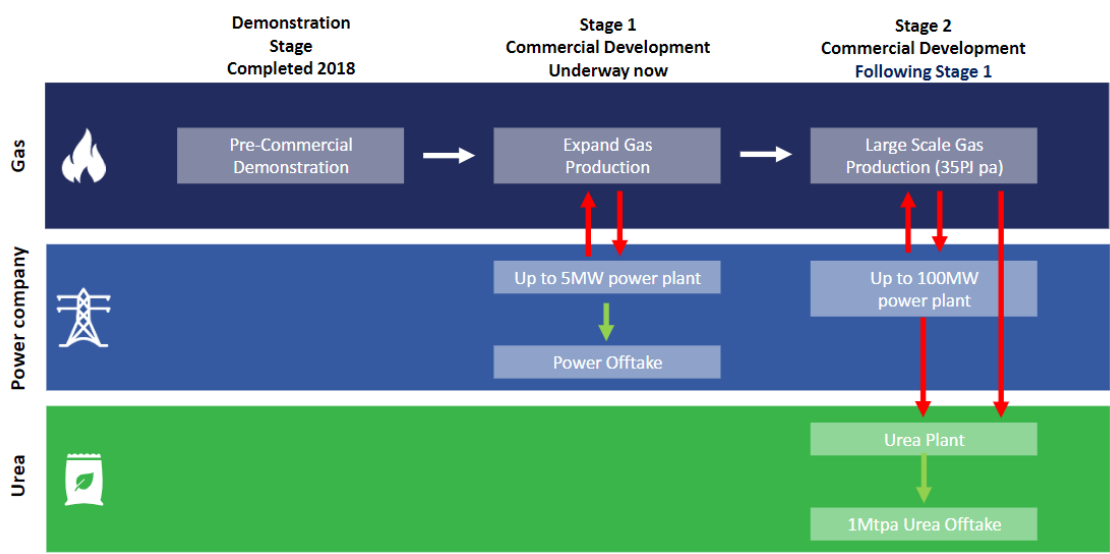 Demonstration
Stage
Completed 2018
Stage 1
Commercial Development
Underway now
Stage 2
Commercial Development
Following Stage 1
Gas
Pre-Commercial
Demonstration
Expand Gas
Production
Large Scale Gas
Production (35PJ pa)
Power company
Up to 5MW power plant
Up to 100MW
power plant
Power Offtake
Urea
Urea Plant
1Mtpa Urea Offtake